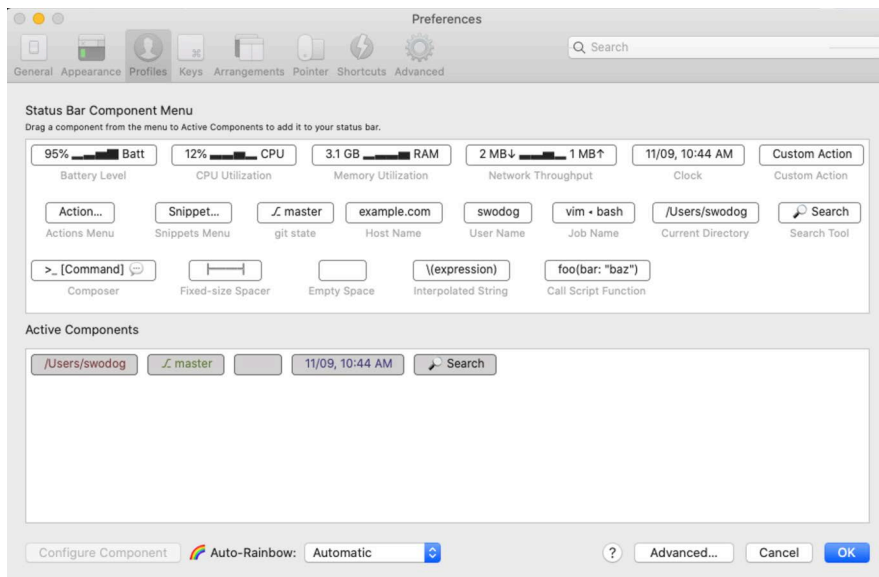 Preferences
Search
General Appearance Profiles Keys Arrangements Pointer Shortcuts Advanced
Status Bar Component Menu
Drag a component from the menu to Active Components to add it to your status bar.
95% Batt 12% CPU 3.1 GB RAM 2 MB↓ 1 MB↑ 11/09, 10:44 AM Custom Action
Battery Level CPU Utilization Memory Utilization Network Throughput Clock Custom Action
Action... Snippet... master example.com swodog vim • bash /Users/swodog Search
Actions Menu Snippets Menu git state Host Name User Name Job Name Current Directory Search Tool
>_ [Command] \(expression) foo(bar: "baz")
Composer Fixed-size Spacer Empty Space Interpolated String Call Script Function
Active Components
/Users/swodog master 11/09, 10:44 AM Search
Configure Component Auto-Rainbow: Automatic ? Advanced... Cancel OK